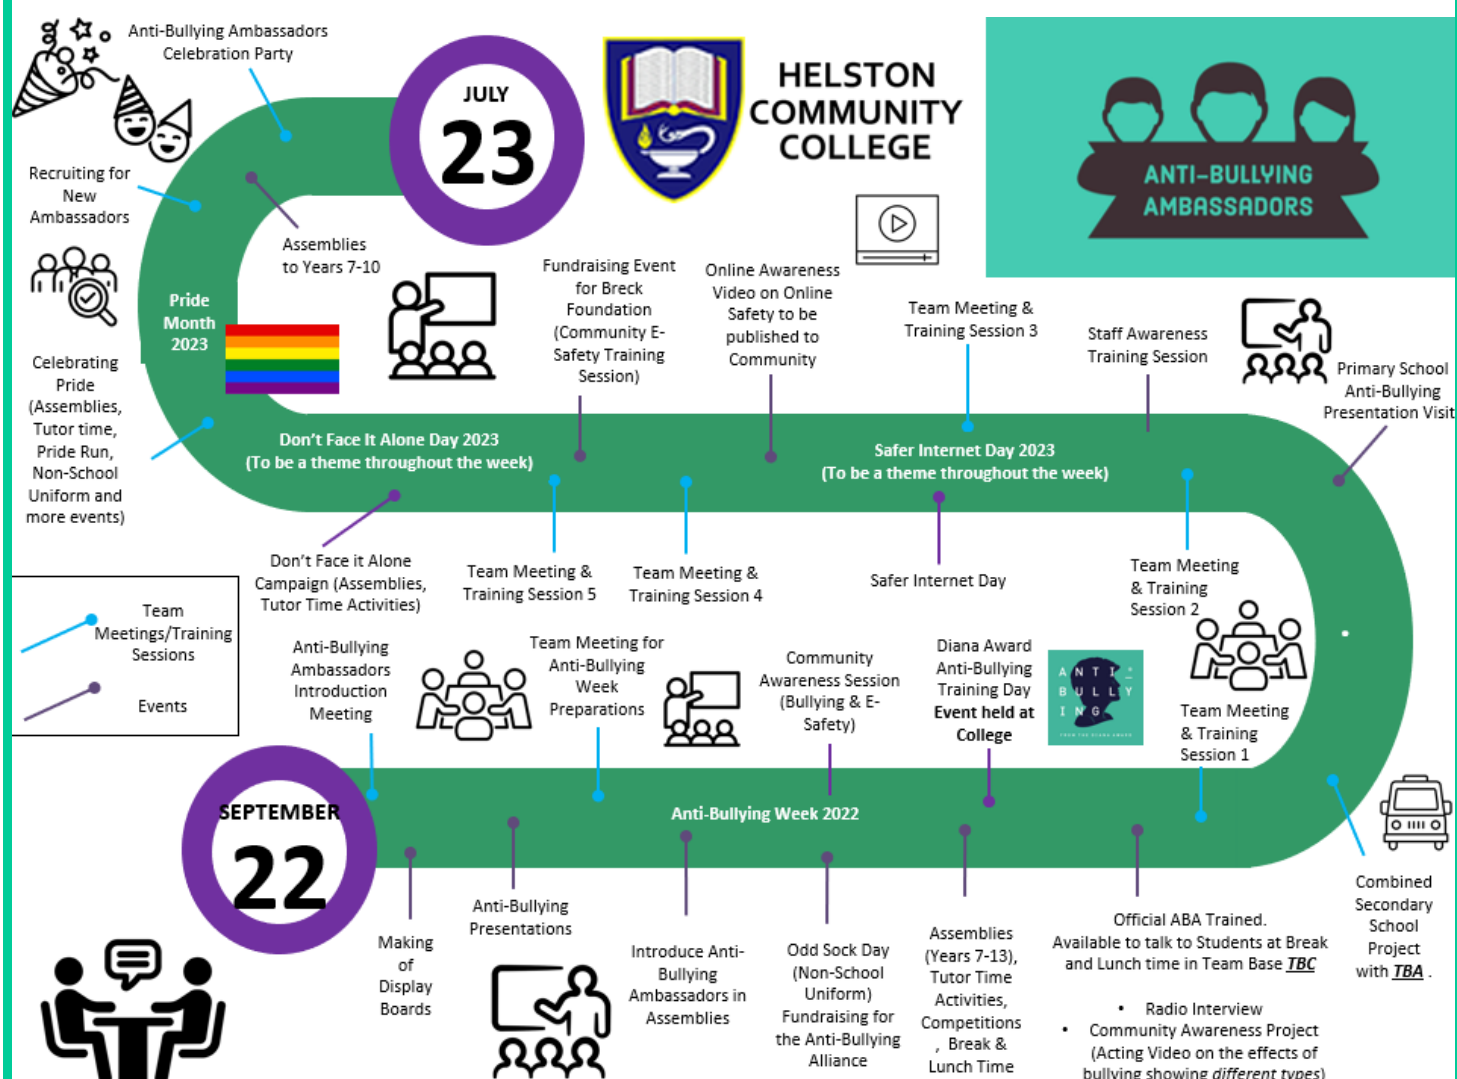 Anti-Bullying Ambassadors
Celebration Party
JULY
23
HELSTON
COMMUNITY
COLLEGE
ANTI-BULLYING
AMBASSADORS
Recruiting for
New
Ambassadors
Assemblies
to Years 7-10
Pride
Month
2023
Celebrating
Pride
(Assemblies,
Tutor time,
Pride Run,
Non-School
Uniform and
more events)
Fundraising Event
for Breck
Foundation
(Community E-
Safety Training
Session)
Online Awareness
Video on Online
Safety to be
published to
Community
Team Meeting &
Training Session 3
Staff Awareness
Training Session
Primary School
Anti-Bullying
Presentation Visit
Don't Face It Alone Day 2023
(To be a theme throughout the week)
Safer Internet Day 2023
(To be a theme throughout the week)
Don't Face it Alone
Campaign (Assemblies,
Tutor Time Activities)
Team Meeting &
Training Session 5
Team Meeting &
Training Session 4
Safer Internet Day
Team Meeting
& Training
Session 2
Team
Meetings/Training
Sessions
Events
Anti-Bullying
Ambassadors
Introduction
Meeting
Team Meeting for
Anti-Bullying
Week
Preparations
Community
Awareness Session
(Bullying & E-
Safety)
Diana Award
Anti-Bullying
Training Day
Event held at
College
ANTI-
BULLY
ING
FROM THE DIANA AWARD
Team Meeting
& Training
Session 1
SEPTEMBER
22
Anti-Bullying Week 2022
Making
of
Display
Boards
Anti-Bullying
Presentations
Introduce Anti-
Bullying
Ambassadors in
Assemblies
Odd Sock Day
(Non-School
Uniform)
Fundraising for
the Anti-Bullying
Alliance
Assemblies
(Years 7-13),
Tutor Time
Activities,
Competitions
, Break &
Lunch Time
Official ABA Trained.
Available to talk to Students at Break
and Lunch time in Team Base TBC
• Radio Interview
• Community Awareness Project
(Acting Video on the effects of
bullying showing different types)
Combined
Secondary
School
Project
with TBA .